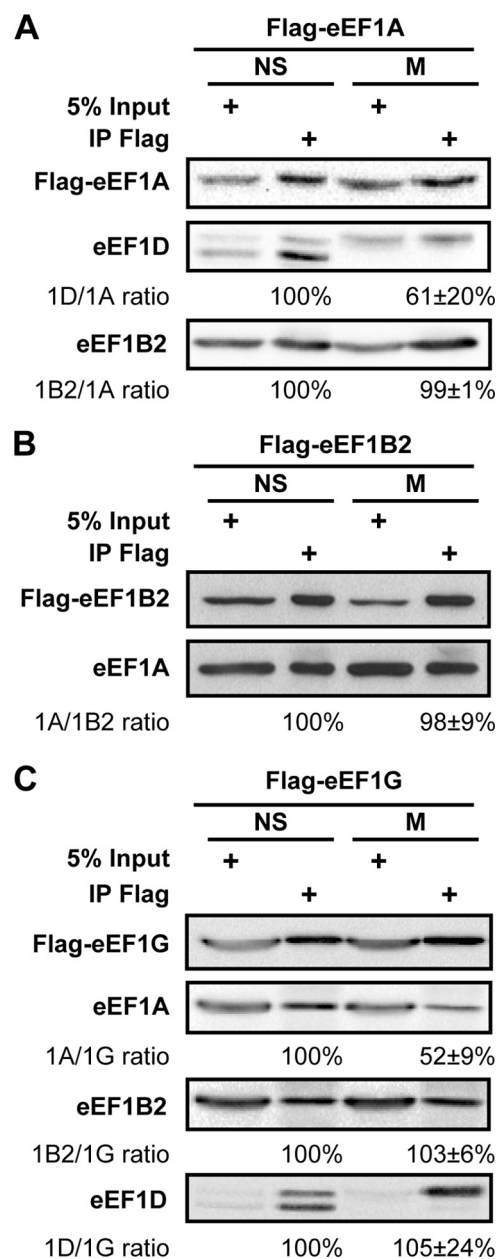 A
Flag-eEF1A
NS M
5% Input + +
IP Flag + +
Flag-eEF1A
eEF1D
1D/1A ratio 100% 61±20%
eEF1B2
1B2/1A ratio 100% 99±1%
B
Flag-eEF1B2
NS M
5% Input + +
IP Flag + +
Flag-eEF1B2
eEF1A
1A/1B2 ratio 100% 98±9%
C
Flag-eEF1G
NS M
5% Input + +
IP Flag + +
Flag-eEF1G
eEF1A
1A/1G ratio 100% 52±9%
eEF1B2
1B2/1G ratio 100% 103±6%
eEF1D
1D/1G ratio 100% 105±24%